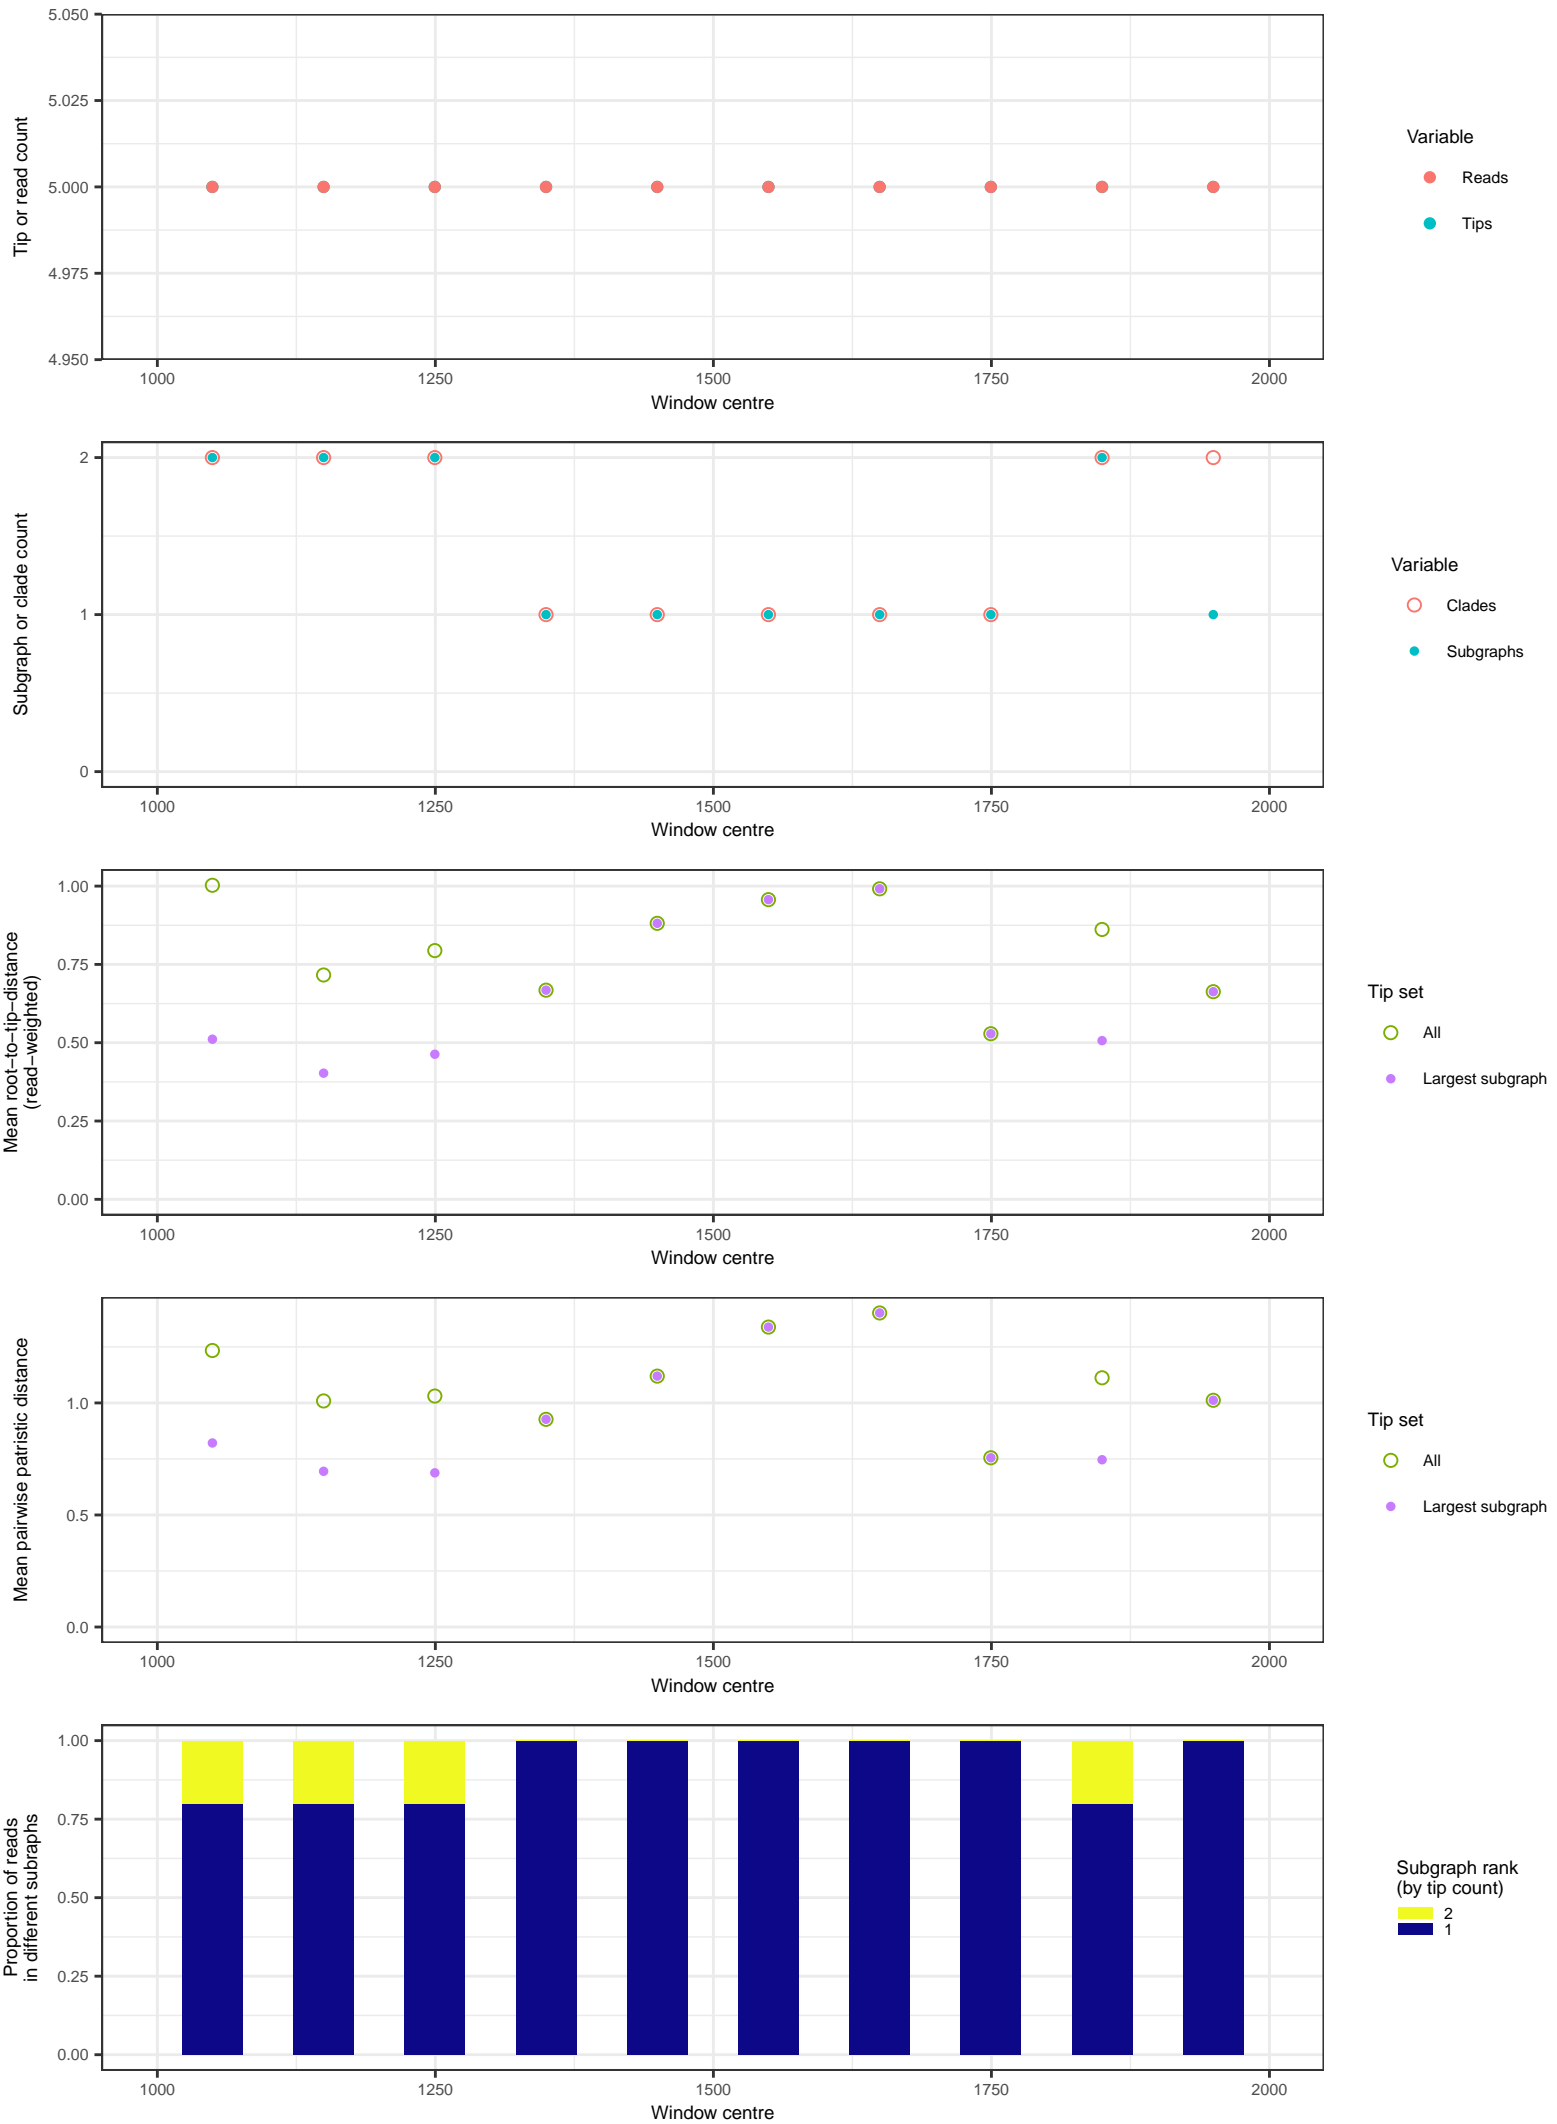 5.050
5.025
5.000
4.975
4.950
Tip or read count
1000 1250 1500 1750 2000
Window centre
Variable
Reads
Tips
2
1
0
Subgraph or clade count
1000 1250 1500 1750 2000
Window centre
Variable
Clades
Subgraphs
1.00
0.75
0.50
0.25
0.00
Mean root−to−tip−distance
(read−weighted)
1000 1250 1500 1750 2000
Window centre
Tip set
All
Largest subgraph
1.0
0.5
0.0
Mean pairwise patristic distance
1000 1250 1500 1750 2000
Window centre
Tip set
All
Largest subgraph
1.00
0.75
0.50
0.25
0.00
Proportion of reads
in different subraphs
1000 1250 1500 1750 2000
Window centre
Subgraph rank
(by tip count)
2
1